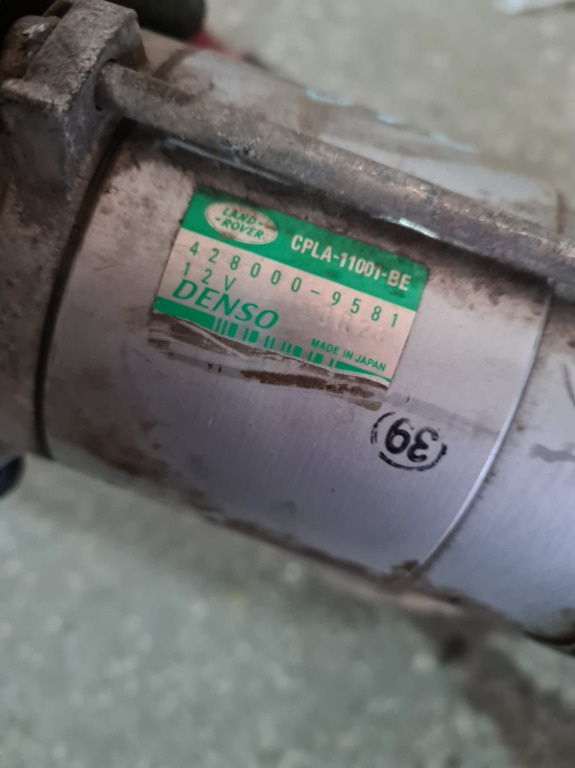 LAND-
-ROVER
CPLA-11001-BE
428000-9581
12V
DENSO
MADE IN JAPAN
39